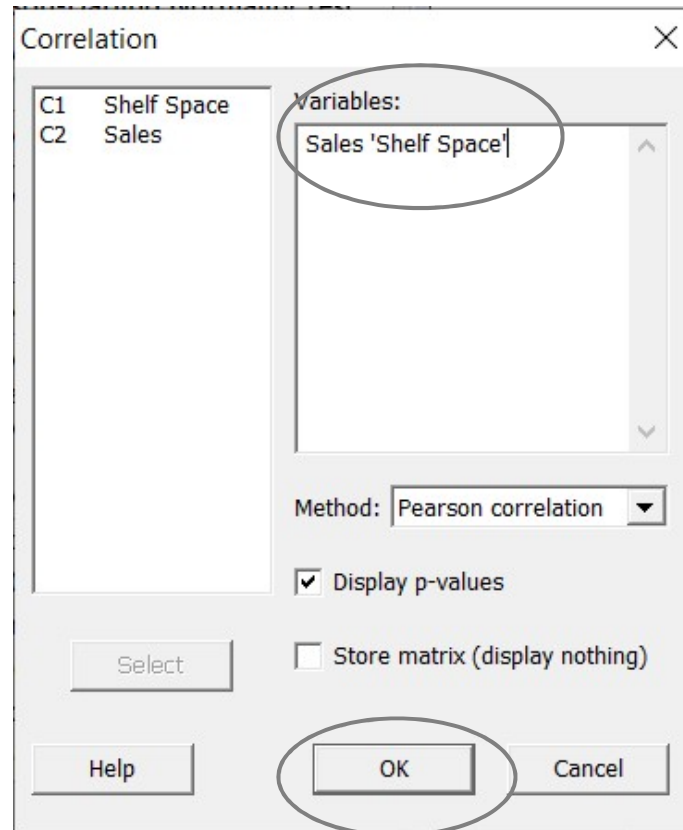 Correlation
C1 Shelf Space
C2 Sales
Variables:
Sales 'Shelf Space'
Method: Pearson correlation
Display p-values
Select
Store matrix (display nothing)
Help
OK
Cancel